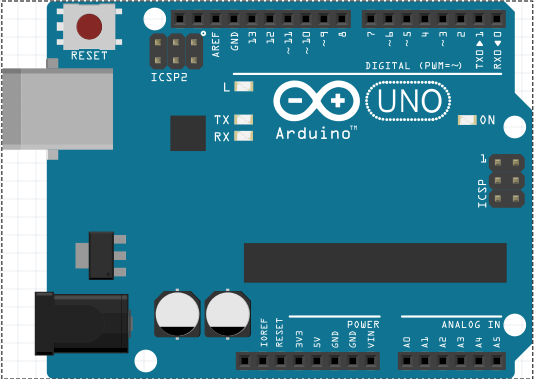 RESET
ICSP2
AREF
GND
13
12
~11
~10
~9
8
7
~6
~5
4
~3
2
TX0 ▶ 1
RX0 ◀ 0
DIGITAL (PWM=~)
L
TX
RX
UNO
Arduino™
ON
1
ICSP
POWER
ANALOG IN
IOREF
RESET
3V3
5V
GND
GND
VIN
A0
A1
A2
A3
A4
A5